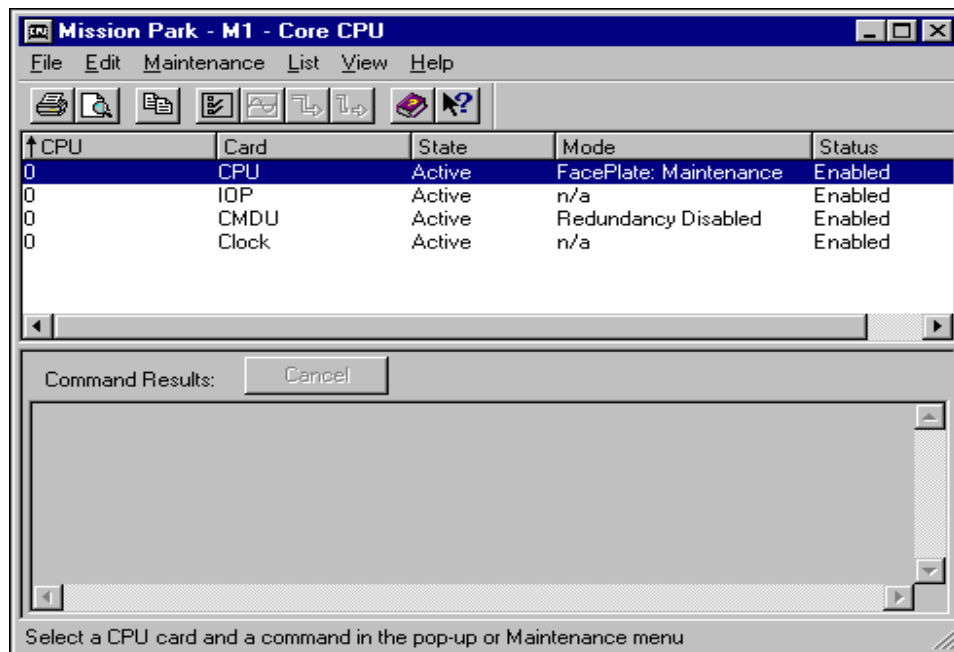 Mission Park - M1 - Core CPU
File Edit Maintenance List View Help
CPU Card State Mode Status
0 CPU Active FacePlate: Maintenance Enabled
0 IOP Active n/a Enabled
0 CMDU Active Redundancy Disabled Enabled
0 Clock Active n/a Enabled
Command Results: Cancel
Select a CPU card and a command in the pop-up or Maintenance menu